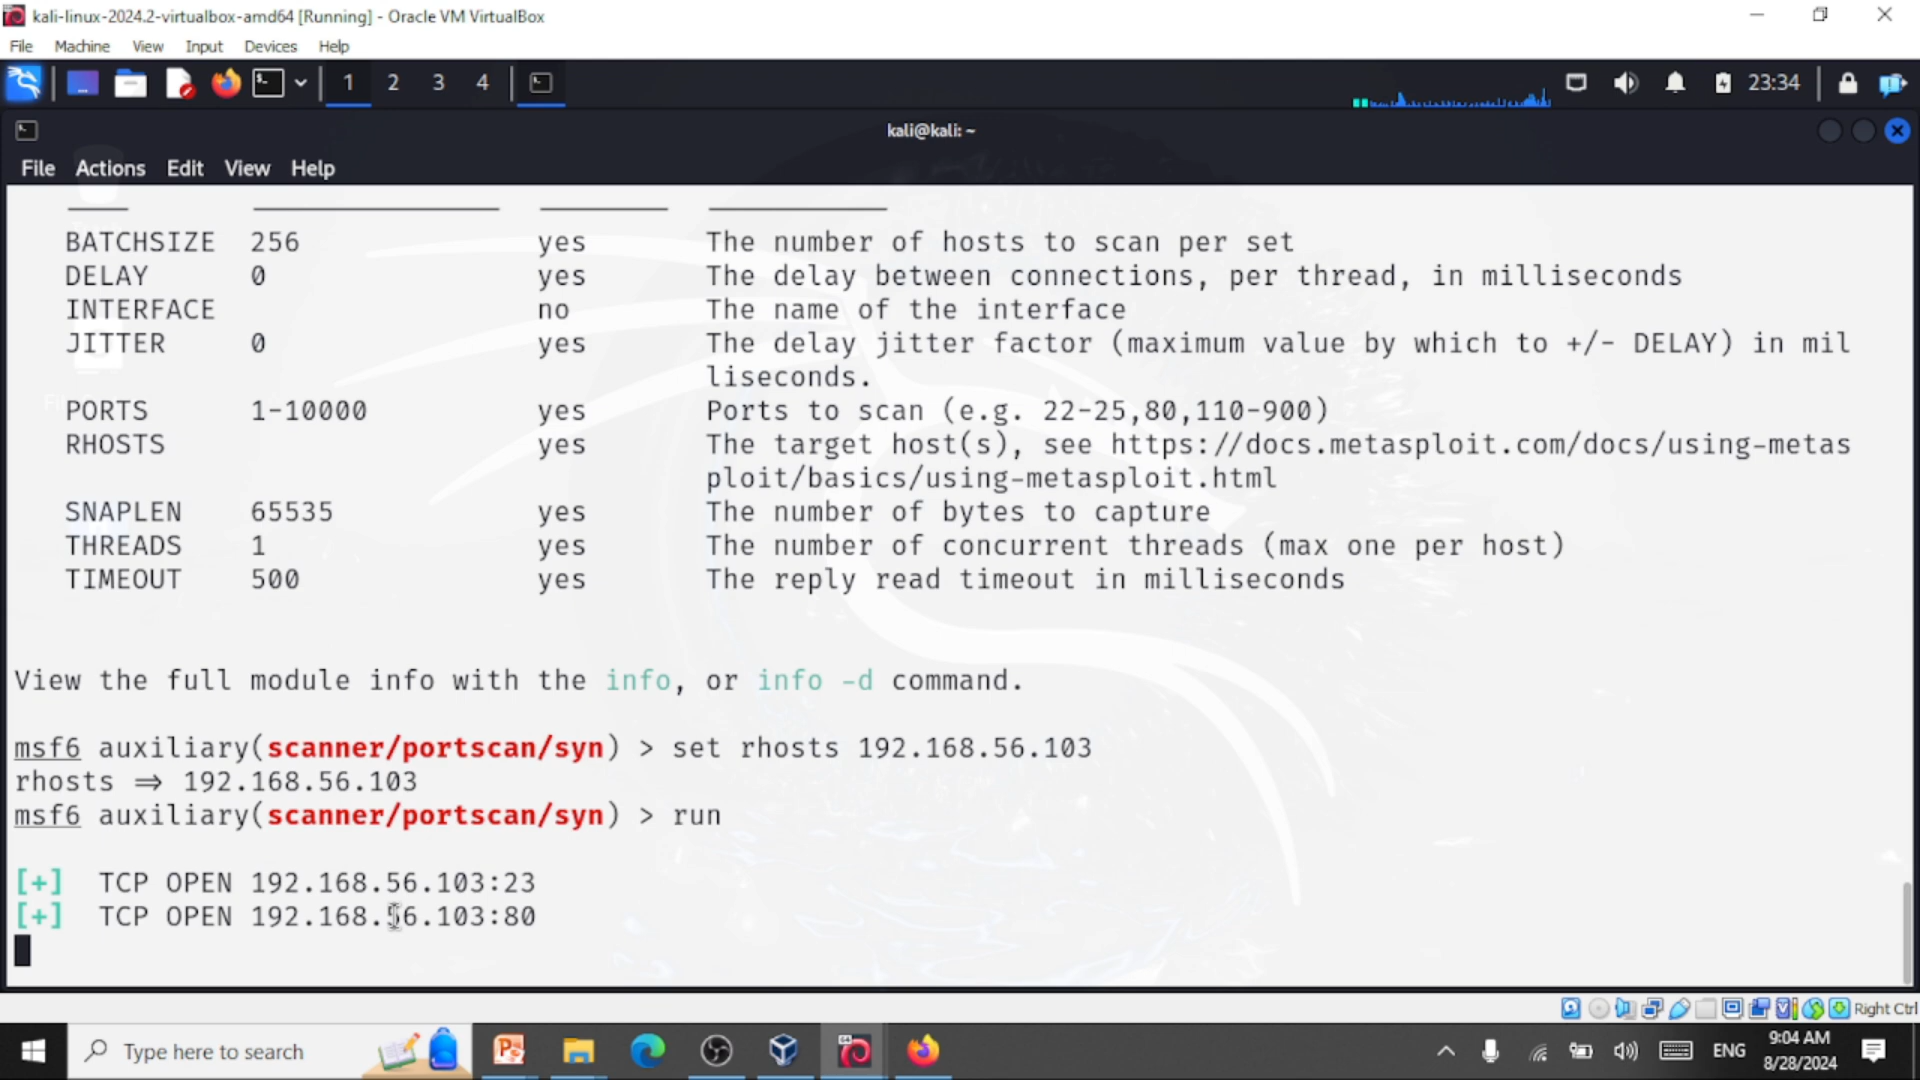 kali-linux-2024.2-virtualbox-amd64 [Running] - Oracle VM VirtualBox
File Machine View Input Devices Help
1 2 3 4 23:34
kali@kali: ~
File Actions Edit View Help
BATCHSIZE 256 yes The number of hosts to scan per set
DELAY 0 yes The delay between connections, per thread, in milliseconds
INTERFACE no The name of the interface
JITTER 0 yes The delay jitter factor (maximum value by which to +/- DELAY) in mil
liseconds.
PORTS 1-10000 yes Ports to scan (e.g. 22-25,80,110-900)
RHOSTS yes The target host(s), see https://docs.metasploit.com/docs/using-metas
ploit/basics/using-metasploit.html
SNAPLEN 65535 yes The number of bytes to capture
THREADS 1 yes The number of concurrent threads (max one per host)
TIMEOUT 500 yes The reply read timeout in milliseconds
View the full module info with the info, or info -d command.
msf6 auxiliary(scanner/portscan/syn) > set rhosts 192.168.56.103
rhosts ⇒ 192.168.56.103
msf6 auxiliary(scanner/portscan/syn) > run
[+] TCP OPEN 192.168.56.103:23
[+] TCP OPEN 192.168.56.103:80
Right Ctrl
Type here to search
ENG
9:04 AM
8/28/2024